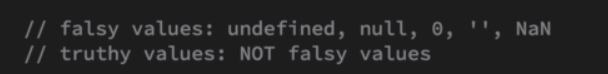 // falsy values: undefined, null, 0, '', NaN
// truthy values: NOT falsy values